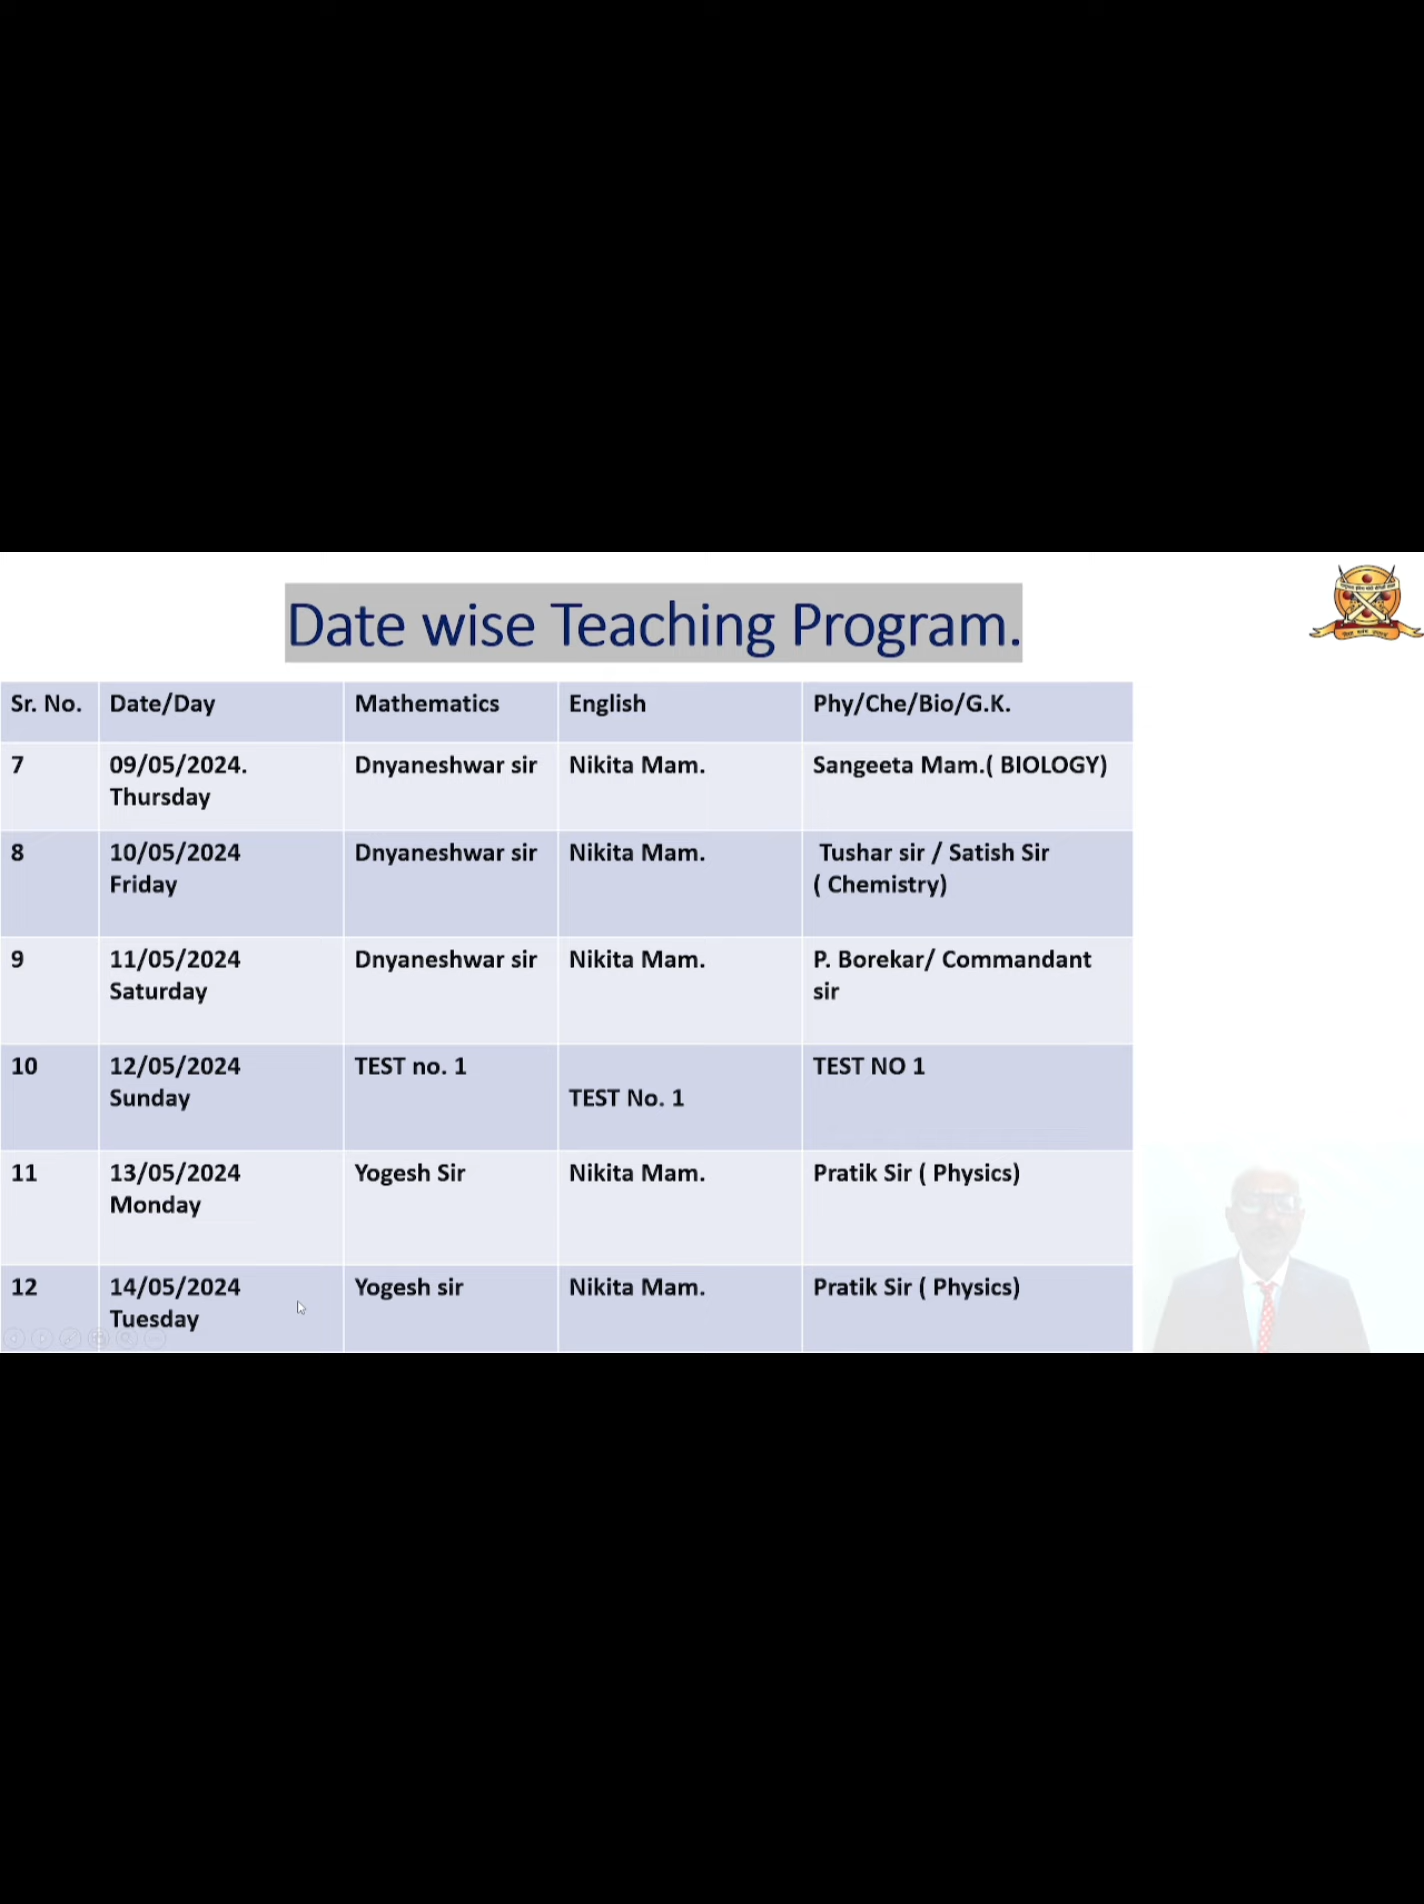 Date wise Teaching Program.
Sr. No. Date/Day Mathematics English Phy/Che/Bio/G.K.
7 09/05/2024. Dnyaneshwar sir Nikita Mam. Sangeeta Mam.( BIOLOGY)
Thursday
8 10/05/2024 Dnyaneshwar sir Nikita Mam. Tushar sir / Satish Sir
Friday ( Chemistry)
9 11/05/2024 Dnyaneshwar sir Nikita Mam. P. Borekar/ Commandant
Saturday sir
10 12/05/2024 TEST no. 1 TEST NO 1
Sunday TEST No. 1
11 13/05/2024 Yogesh Sir Nikita Mam. Pratik Sir ( Physics)
Monday
12 14/05/2024 Yogesh sir Nikita Mam. Pratik Sir ( Physics)
Tuesday